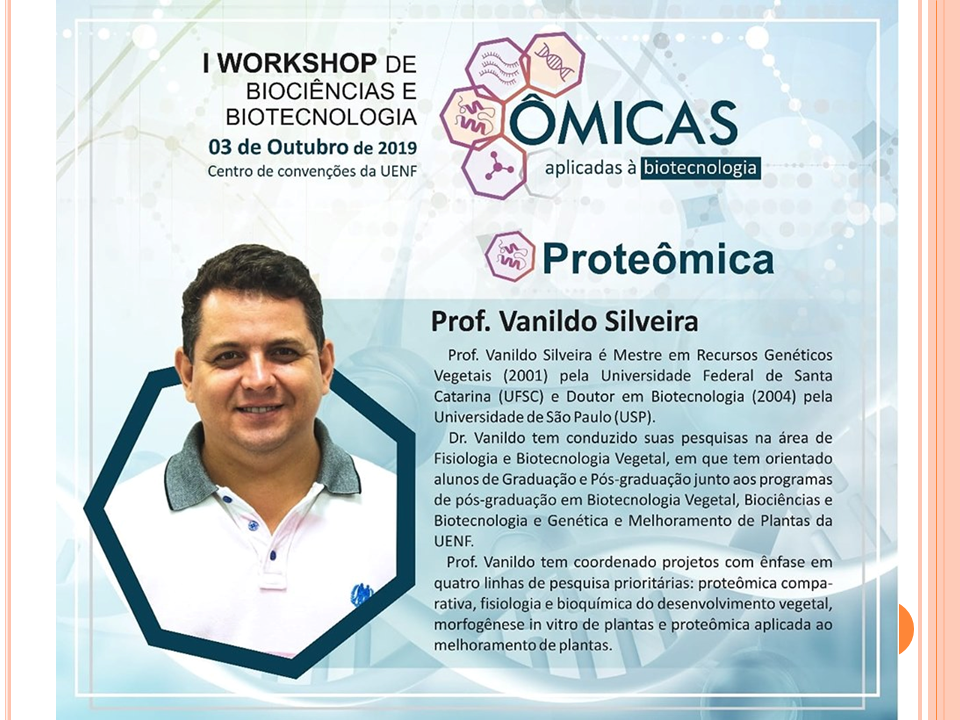 I WORKSHOP DE
BIOCIÊNCIAS E
BIOTECNOLOGIA
03 de Outubro de 2019
Centro de convenções da UENF
ÔMICAS
aplicadas à biotecnologia
Proteômica
Prof. Vanildo Silveira
Prof. Vanildo Silveira é Mestre em Recursos Genéticos
Vegetais (2001) pela Universidade Federal de Santa
Catarina (UFSC) e Doutor em Biotecnologia (2004) pela
Universidade de São Paulo (USP).
Dr. Vanildo tem conduzido suas pesquisas na área de
Fisiologia e Biotecnologia Vegetal, em que tem orientado
alunos de Graduação e Pós-graduação junto aos programas
de pós-graduação em Biotecnologia Vegetal, Biociências e
Biotecnologia e Genética e Melhoramento de Plantas da
UENF.
Prof. Vanildo tem coordenado projetos com ênfase em
quatro linhas de pesquisa prioritárias: proteômica compa-
rativa, fisiologia e bioquímica do desenvolvimento vegetal,
morfogênese in vitro de plantas e proteômica aplicada ao
melhoramento de plantas.